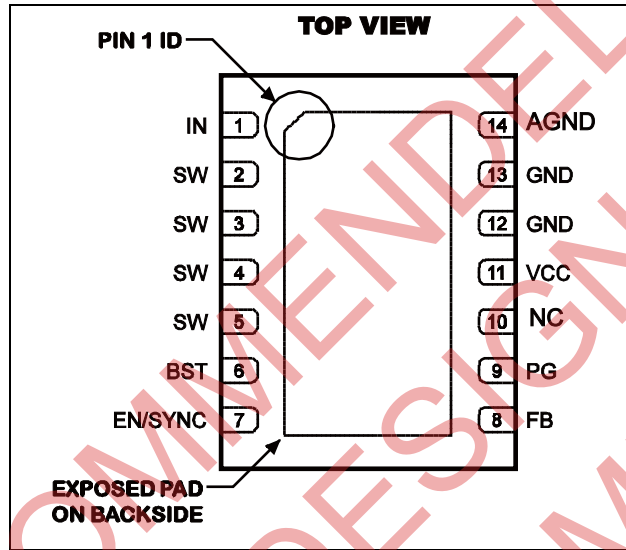 TOP VIEW
PIN 1 ID
IN 1
SW 2
SW 3
SW 4
SW 5
BST 6
EN/SYNC 7
14 AGND
13 GND
12 GND
11 VCC
10 NC
9 PG
8 FB
EXPOSED PAD
ON BACKSIDE